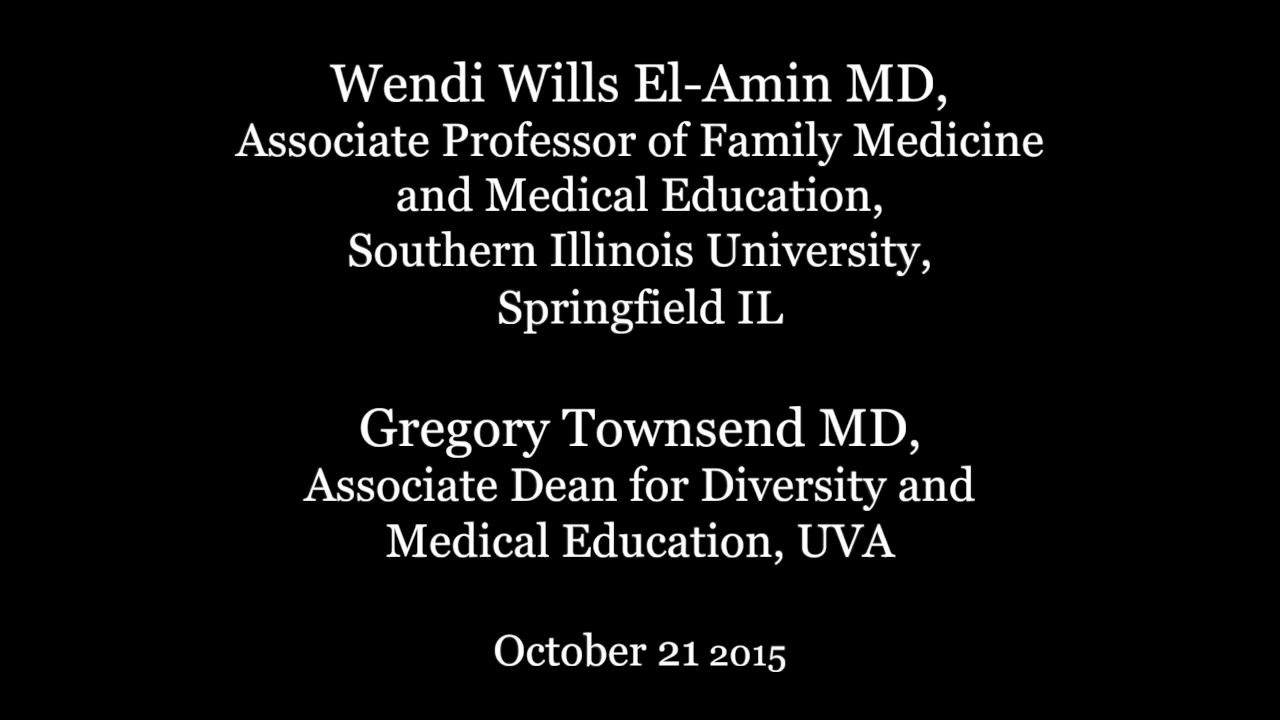 Wendi Wills El-Amin MD,
Associate Professor of Family Medicine
and Medical Education,
Southern Illinois University,
Springfield IL
Gregory Townsend MD,
Associate Dean for Diversity and
Medical Education, UVA
October 21 2015